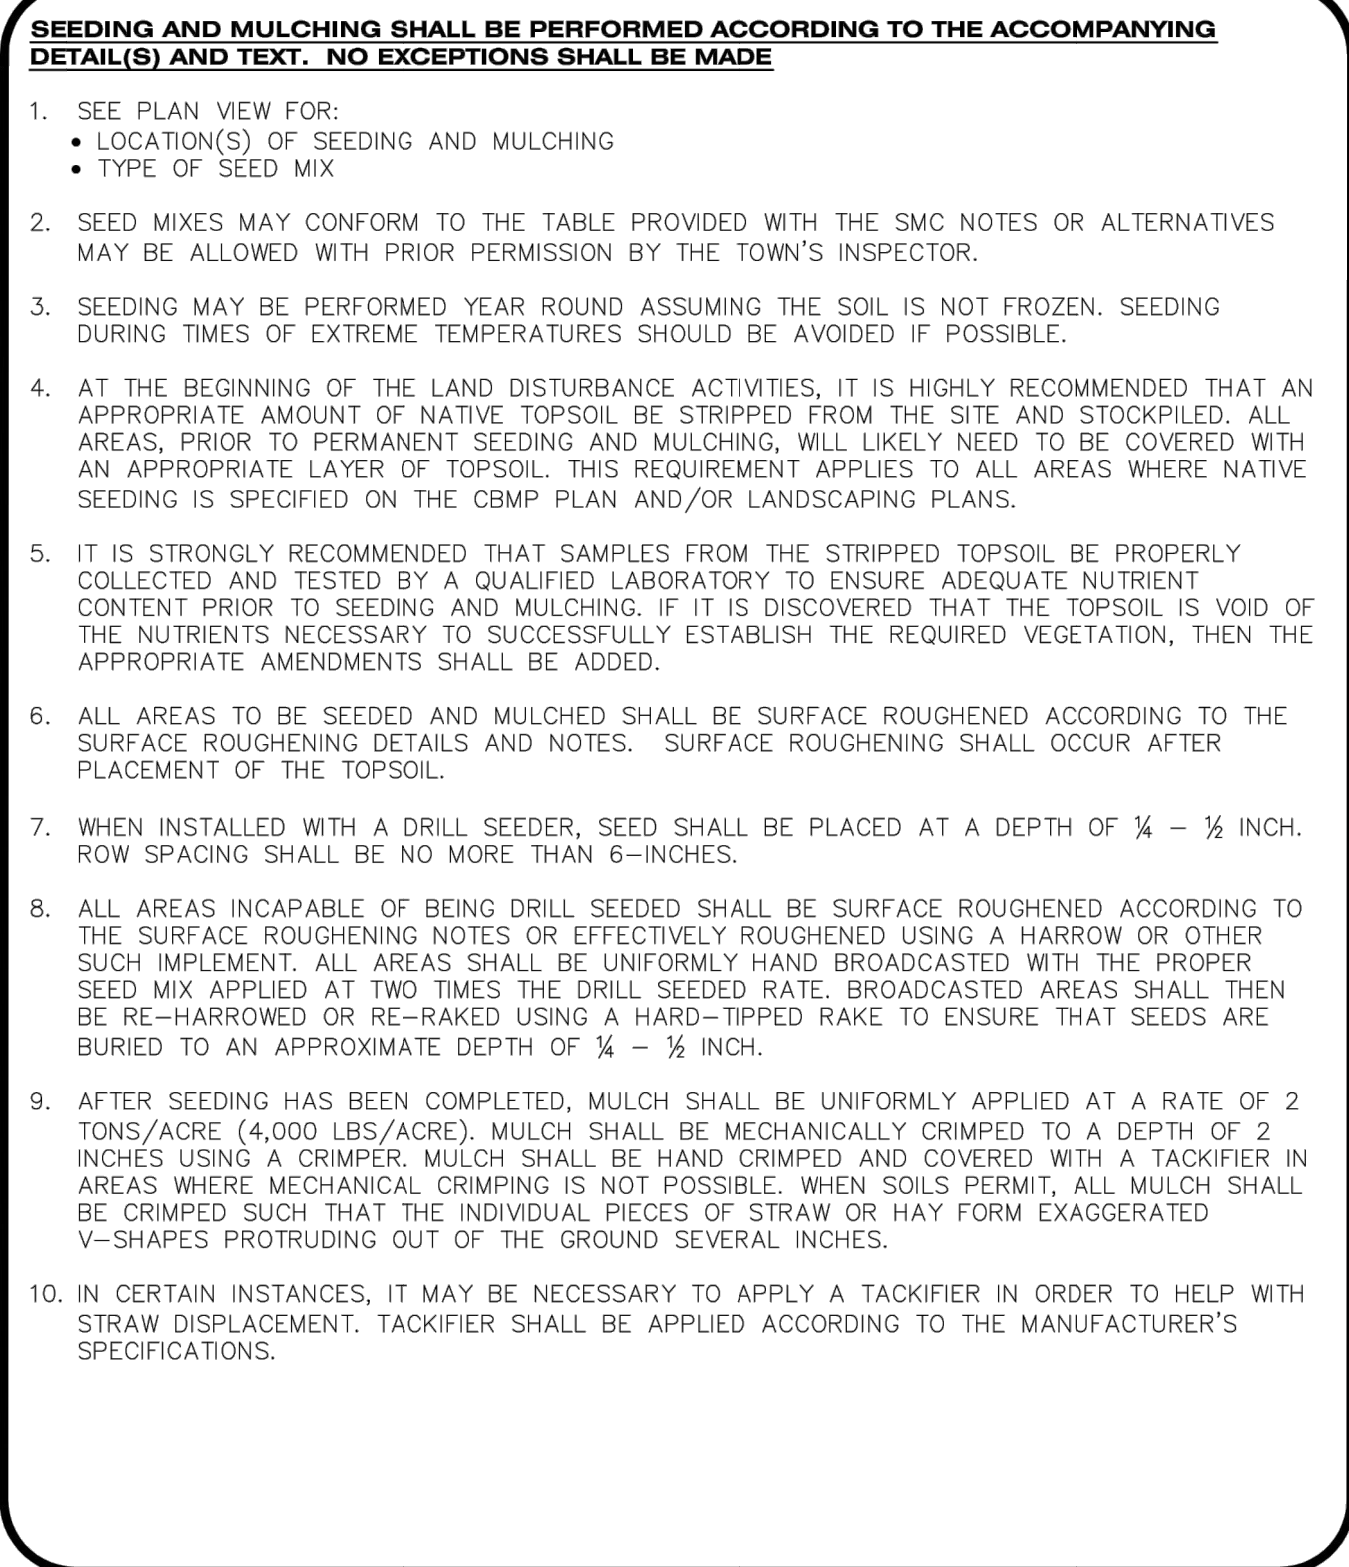 SEEDING AND MULCHING SHALL BE PERFORMED ACCORDING TO THE ACCOMPANYING
DETAIL(S) AND TEXT. NO EXCEPTIONS SHALL BE MADE
1. SEE PLAN VIEW FOR:
• LOCATION(S) OF SEEDING AND MULCHING
• TYPE OF SEED MIX
2. SEED MIXES MAY CONFORM TO THE TABLE PROVIDED WITH THE SMC NOTES OR ALTERNATIVES
MAY BE ALLOWED WITH PRIOR PERMISSION BY THE TOWN'S INSPECTOR.
3. SEEDING MAY BE PERFORMED YEAR ROUND ASSUMING THE SOIL IS NOT FROZEN. SEEDING
DURING TIMES OF EXTREME TEMPERATURES SHOULD BE AVOIDED IF POSSIBLE.
4. AT THE BEGINNING OF THE LAND DISTURBANCE ACTIVITIES, IT IS HIGHLY RECOMMENDED THAT AN
APPROPRIATE AMOUNT OF NATIVE TOPSOIL BE STRIPPED FROM THE SITE AND STOCKPILED. ALL
AREAS, PRIOR TO PERMANENT SEEDING AND MULCHING, WILL LIKELY NEED TO BE COVERED WITH
AN APPROPRIATE LAYER OF TOPSOIL. THIS REQUIREMENT APPLIES TO ALL AREAS WHERE NATIVE
SEEDING IS SPECIFIED ON THE CBMP PLAN AND/OR LANDSCAPING PLANS.
5. IT IS STRONGLY RECOMMENDED THAT SAMPLES FROM THE STRIPPED TOPSOIL BE PROPERLY
COLLECTED AND TESTED BY A QUALIFIED LABORATORY TO ENSURE ADEQUATE NUTRIENT
CONTENT PRIOR TO SEEDING AND MULCHING. IF IT IS DISCOVERED THAT THE TOPSOIL IS VOID OF
THE NUTRIENTS NECESSARY TO SUCCESSFULLY ESTABLISH THE REQUIRED VEGETATION, THEN THE
APPROPRIATE AMENDMENTS SHALL BE ADDED.
6. ALL AREAS TO BE SEEDED AND MULCHED SHALL BE SURFACE ROUGHENED ACCORDING TO THE
SURFACE ROUGHENING DETAILS AND NOTES. SURFACE ROUGHENING SHALL OCCUR AFTER
PLACEMENT OF THE TOPSOIL.
7. WHEN INSTALLED WITH A DRILL SEEDER, SEED SHALL BE PLACED AT A DEPTH OF ¼ – ½ INCH.
ROW SPACING SHALL BE NO MORE THAN 6–INCHES.
8. ALL AREAS INCAPABLE OF BEING DRILL SEEDED SHALL BE SURFACE ROUGHENED ACCORDING TO
THE SURFACE ROUGHENING NOTES OR EFFECTIVELY ROUGHENED USING A HARROW OR OTHER
SUCH IMPLEMENT. ALL AREAS SHALL BE UNIFORMLY HAND BROADCASTED WITH THE PROPER
SEED MIX APPLIED AT TWO TIMES THE DRILL SEEDED RATE. BROADCASTED AREAS SHALL THEN
BE RE–HARROWED OR RE–RAKED USING A HARD–TIPPED RAKE TO ENSURE THAT SEEDS ARE
BURIED TO AN APPROXIMATE DEPTH OF ¼ – ½ INCH.
9. AFTER SEEDING HAS BEEN COMPLETED, MULCH SHALL BE UNIFORMLY APPLIED AT A RATE OF 2
TONS/ACRE (4,000 LBS/ACRE). MULCH SHALL BE MECHANICALLY CRIMPED TO A DEPTH OF 2
INCHES USING A CRIMPER. MULCH SHALL BE HAND CRIMPED AND COVERED WITH A TACKIFIER IN
AREAS WHERE MECHANICAL CRIMPING IS NOT POSSIBLE. WHEN SOILS PERMIT, ALL MULCH SHALL
BE CRIMPED SUCH THAT THE INDIVIDUAL PIECES OF STRAW OR HAY FORM EXAGGERATED
V–SHAPES PROTRUDING OUT OF THE GROUND SEVERAL INCHES.
10. IN CERTAIN INSTANCES, IT MAY BE NECESSARY TO APPLY A TACKIFIER IN ORDER TO HELP WITH
STRAW DISPLACEMENT. TACKIFIER SHALL BE APPLIED ACCORDING TO THE MANUFACTURER'S
SPECIFICATIONS.